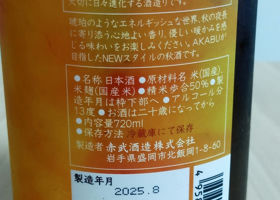 大切に日々進化する酒造りです。
琥珀のようなエネルギッシュな世界、秋の夜長
に寄り添う心地よい香り、優しい暖かみを感
じる味わいをお楽しみください。AKABUが
目指したNEWスタイルの秋酒です。
●名称 日本酒 ●原材料名 米(国産)、
米麹(国産米) ●精米歩合50% ●製
造年月は枠下部へ ●アルコール分
13度 ●お酒は二十歳になってから
●内容量720ml
●保存方法 冷蔵庫にて保存
製造者 赤武酒造株式会社
岩手県盛岡市北飯岡1-8-60
製造年月
2025.8
495